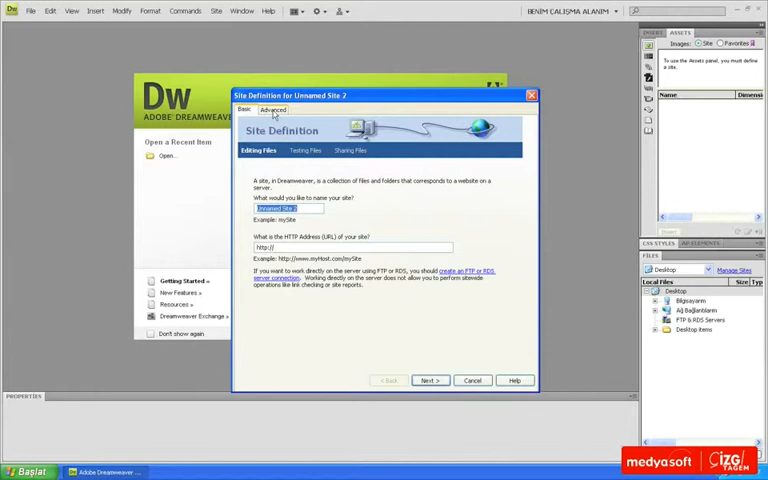 Dw
File
Edit
View
Insert
Modify
Format
Commands
Site
Window
Help
BENİM ÇALIŞMA ALANIM
Site Definition for Unnamed Site 2
Basic
Advanced
Site Definition
Editing Files
Testing Files
Sharing Files
A site, in Dreamweaver, is a collection of files and folders that corresponds to a website on a
server.
What would you like to name your site?
Unnamed Site 2
Example: mySite
What is the HTTP Address (URL) of your site?
http://
Example: http://www.myHost.com/mySite
If you want to work directly on the server using FTP or RDS, you should create an FTP or RDS
server connection. Working directly on the server does not allow you to perform sitewide
operations like link checking or site reports.
< Back
Next >
Cancel
Help
Dw
ADOBE DREAMWEAVER
Open a Recent Item
Open...
Getting Started »
New Features »
Resources »
Dreamweaver Exchange »
Don't show again
INSERT
ASSETS
Images:
Site
Favorites
To use the Assets panel, you must define
a site.
Name
Dimensio
Insert
CSS STYLES
AP ELEMENTS
FILES
Desktop
Manage Sites
Local Files
Size
Typ
Desktop
Bilgisayarım
Ağ Bağlantılarım
FTP & RDS Servers
Desktop items
PROPERTIES
Başlat
Adobe Dreamweaver ...
medyasoft
ÇİZGİ
TAGEM